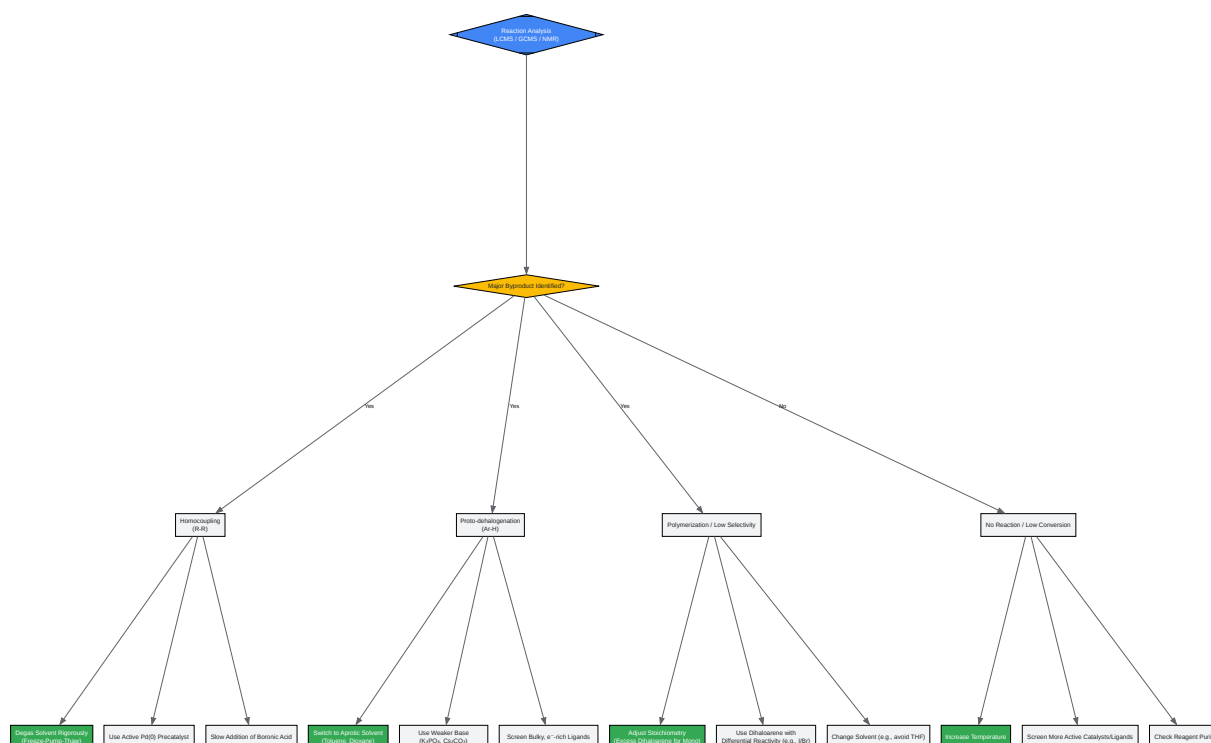 Reaction Analysis
(LCMS / GCMS / NMR)
Major Byproduct Identified?
Yes
Yes
Yes
No
Homocoupling
(R-R)
Proto-dehalogenation
(Ar-H)
Polymerization / Low Selectivity
No Reaction / Low Conversion
Degas Solvent Rigorously
(Freeze-Pump-Thaw)
Use Active Pd(0) Precatalyst
Slow Addition of Boronic Acid
Switch to Aprotic Solvent
(Toluene, Dioxane)
Use Weaker Base
(K₃PO₄, Cs₂CO₃)
Screen Bulky, e⁻-rich Ligands
Adjust Stoichiometry
(Excess Dihaloarene for Mono)
Use Dihaloarene with
Differential Reactivity (e.g., I/Br)
Change Solvent (e.g., avoid THF)
Increase Temperature
Screen More Active Catalysts/Ligands
Check Reagent Puri